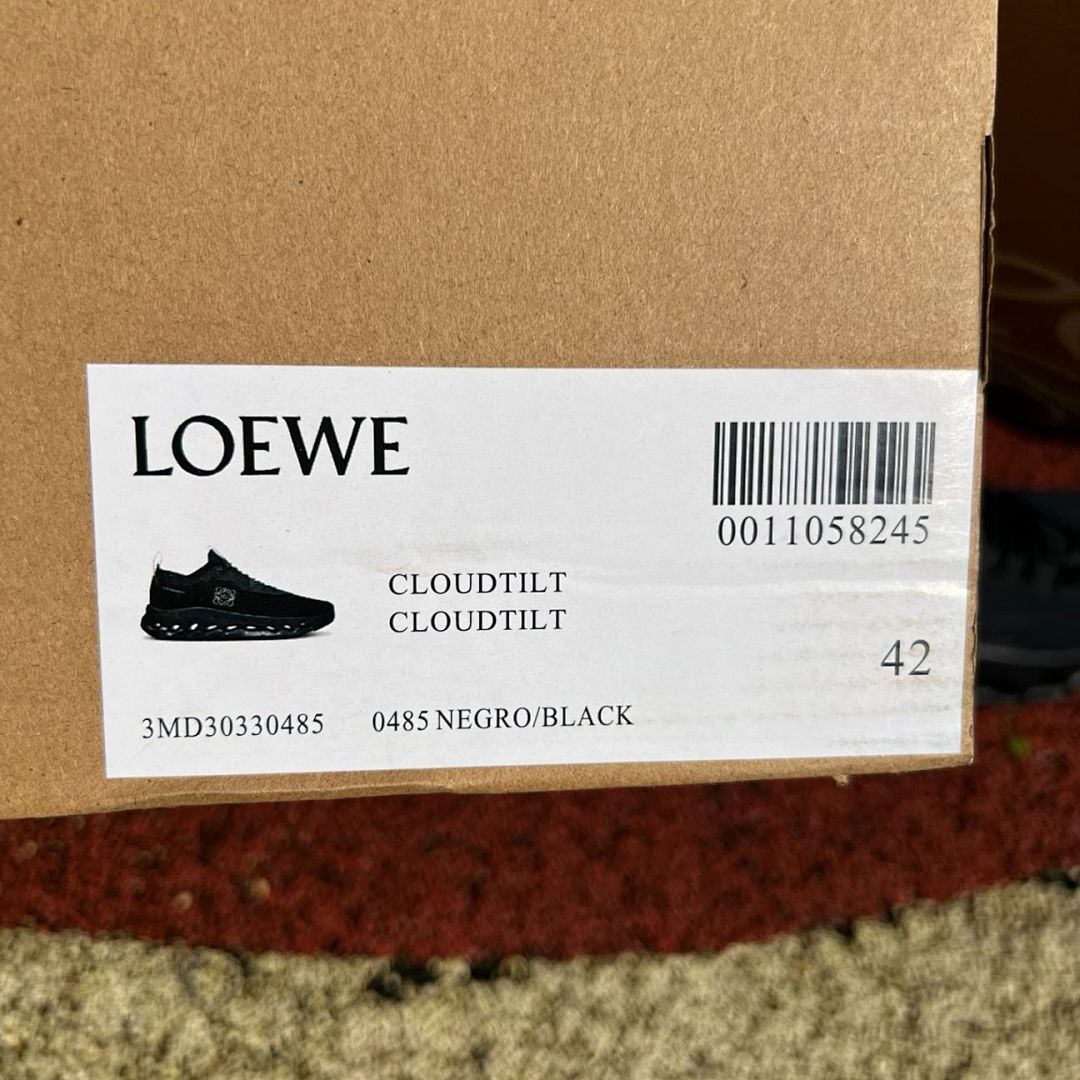 LOEWE
0011058245
CLOUDTILT
CLOUDTILT
42
3MD30330485 0485 NEGRO/BLACK